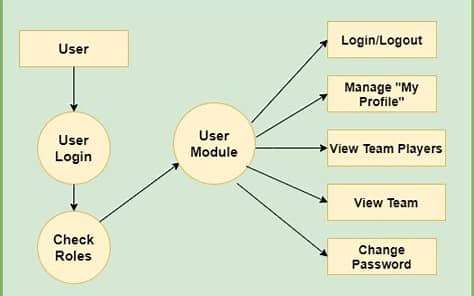 User
User
Login
Check
Roles
User
Module
Login/Logout
Manage "My
Profile"
View Team Players
View Team
Change
Password